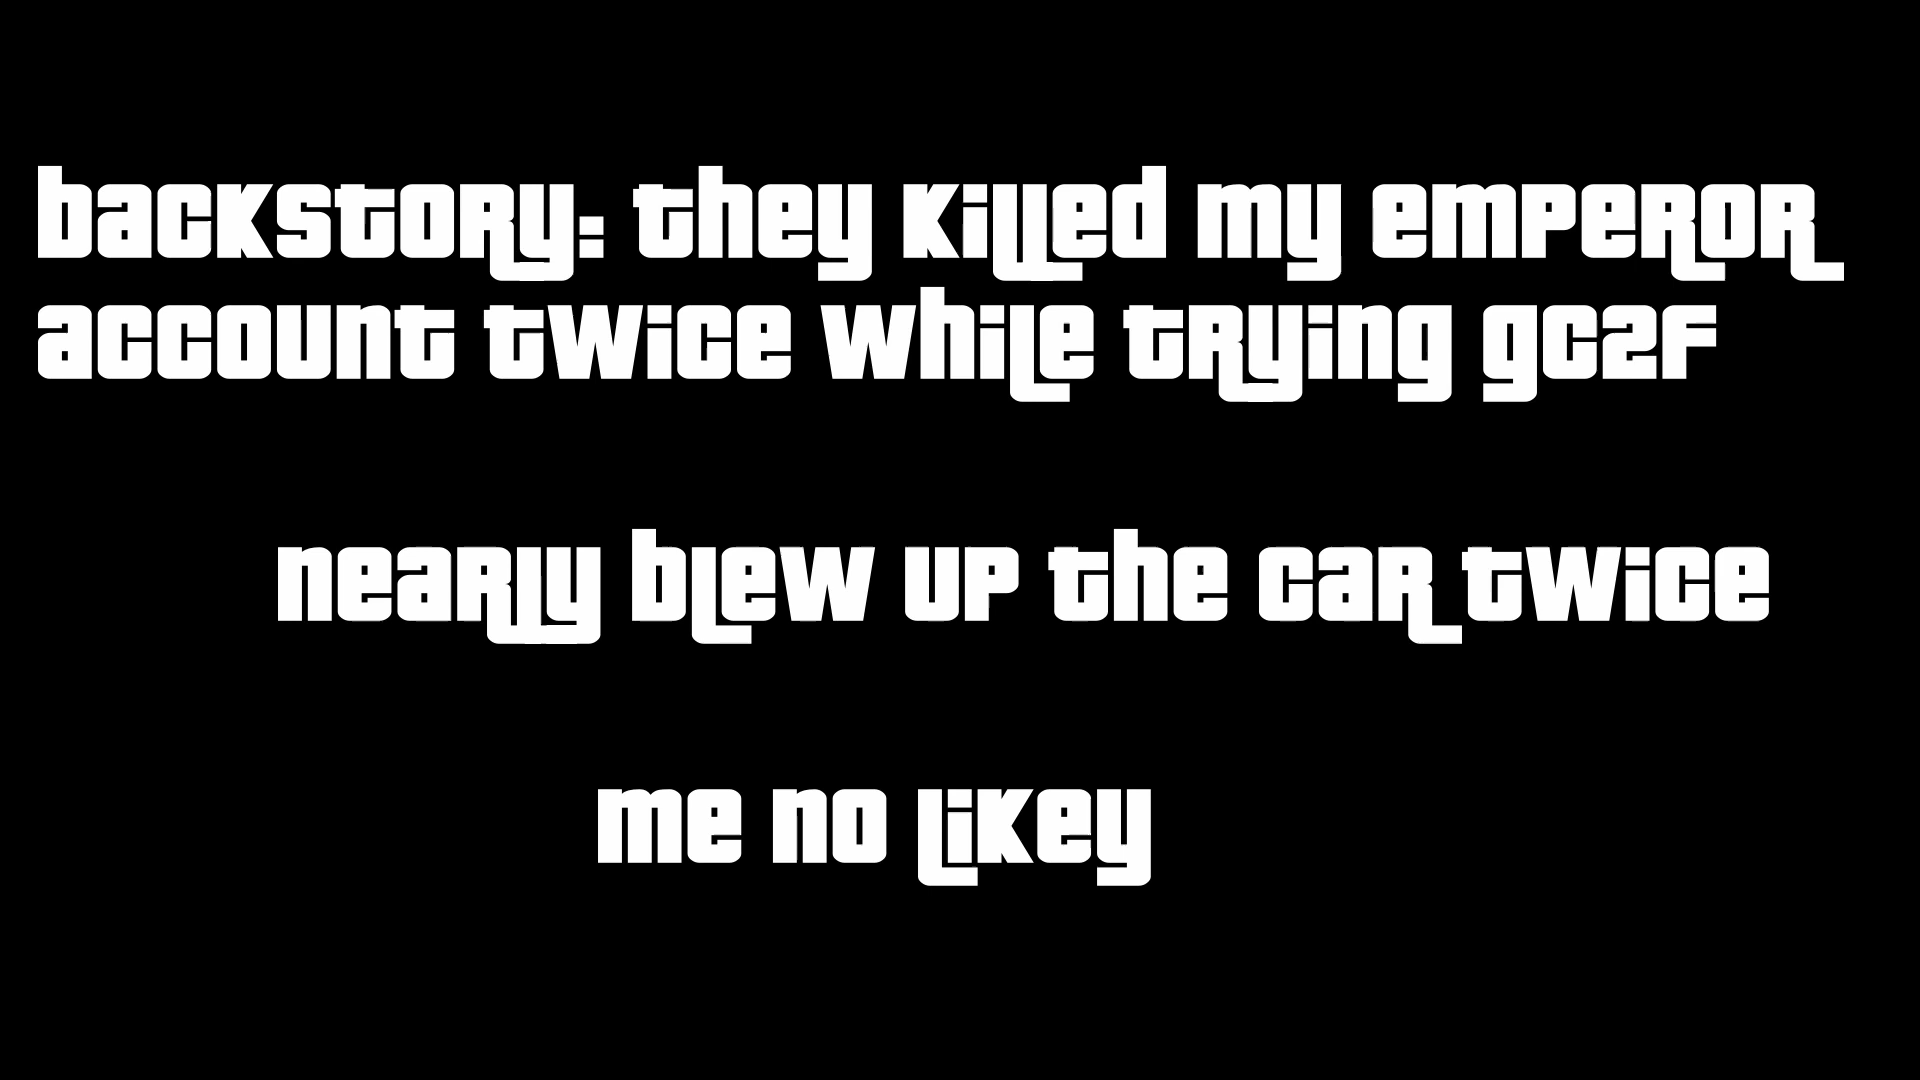 backstory: they killed my emperor
account twice while trying gc2f
nearly blew up the car twice
me no likey